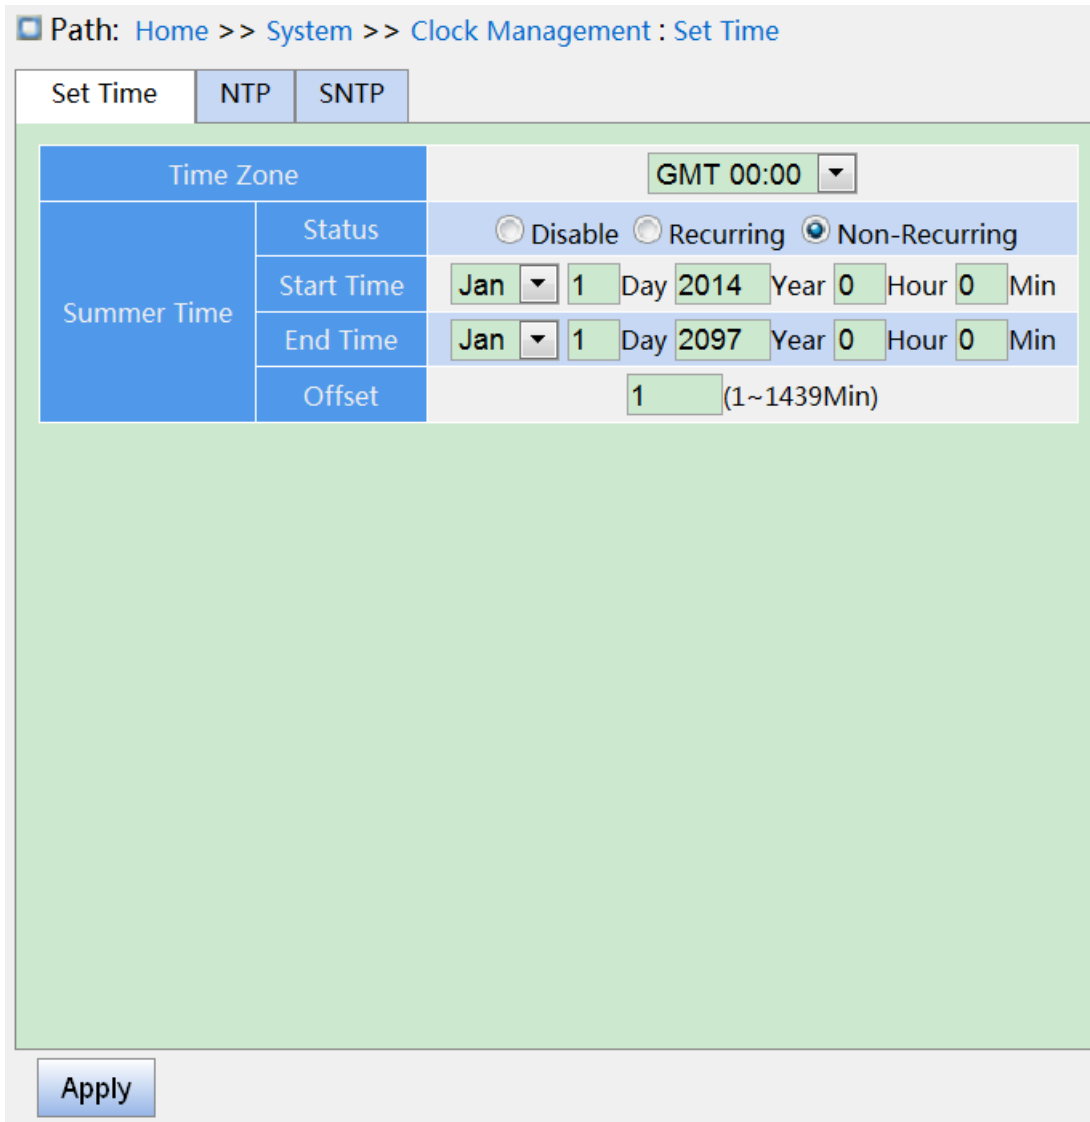 Path: Home >> System >> Clock Management : Set Time
Set Time NTP SNTP
Time Zone GMT 00:00
Summer Time
Status Disable Recurring Non-Recurring
Start Time Jan 1 Day 2014 Year 0 Hour 0 Min
End Time Jan 1 Day 2097 Year 0 Hour 0 Min
Offset 1 (1~1439Min)
Apply